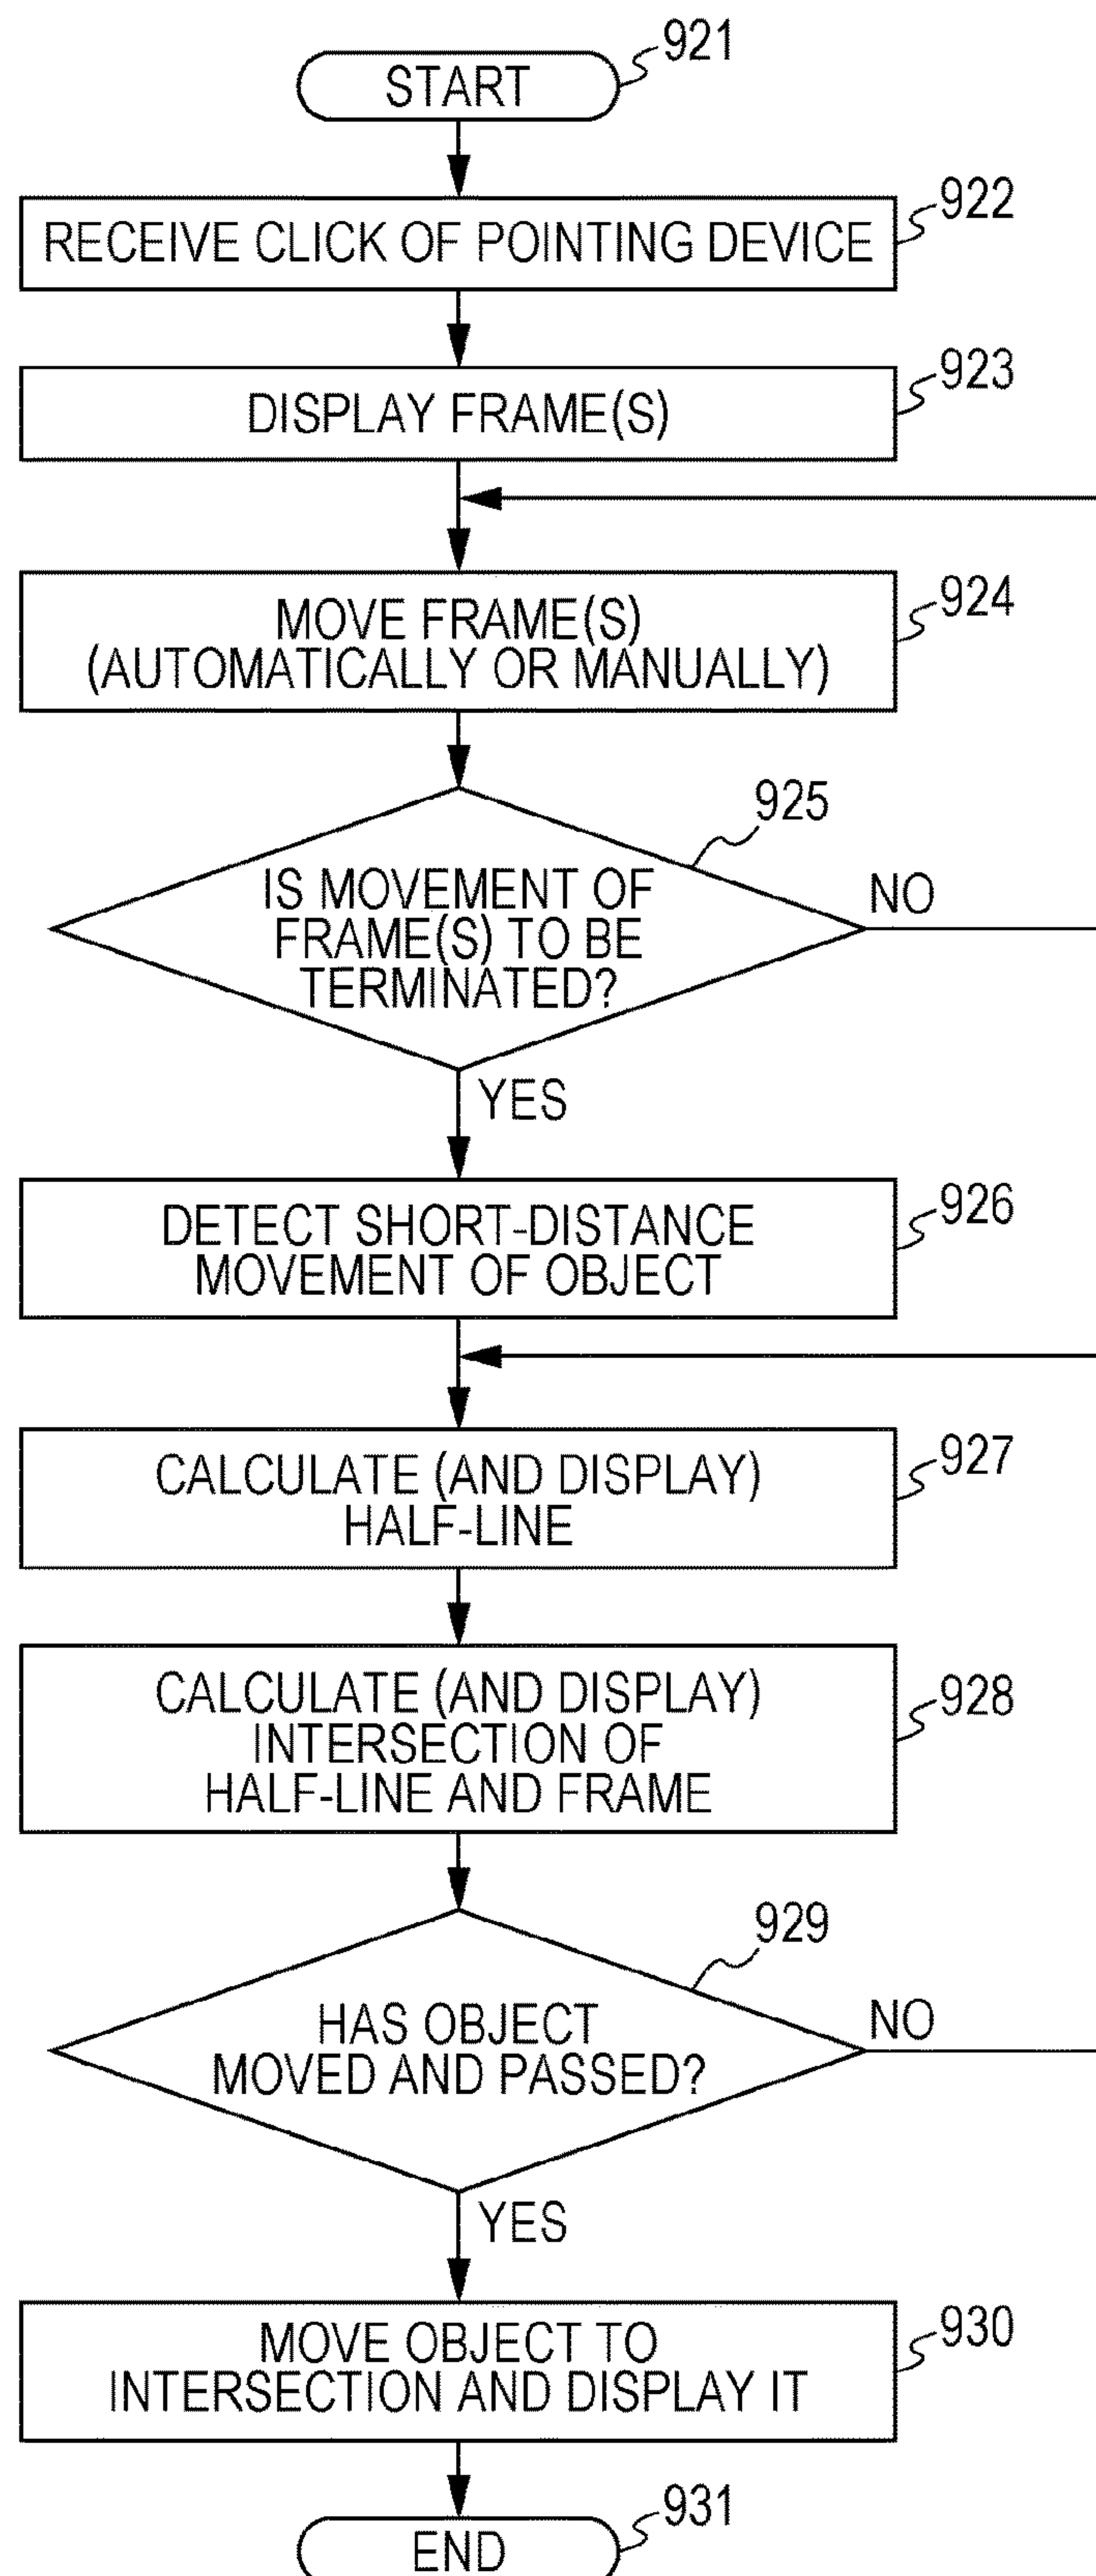 921
START
922
RECEIVE CLICK OF POINTING DEVICE
923
DISPLAY FRAME(S)
924
MOVE FRAME(S)
(AUTOMATICALLY OR MANUALLY)
925
IS MOVEMENT OF
FRAME(S) TO BE
TERMINATED?
NO
YES
926
DETECT SHORT-DISTANCE
MOVEMENT OF OBJECT
927
CALCULATE (AND DISPLAY)
HALF-LINE
928
CALCULATE (AND DISPLAY)
INTERSECTION OF
HALF-LINE AND FRAME
929
HAS OBJECT
MOVED AND PASSED?
NO
YES
930
MOVE OBJECT TO
INTERSECTION AND DISPLAY IT
931
END